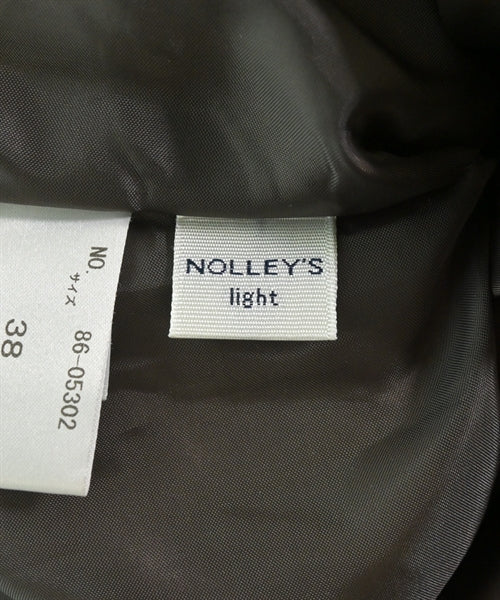 NOLLEY'S
light
NO. 86-05302
サイズ 38